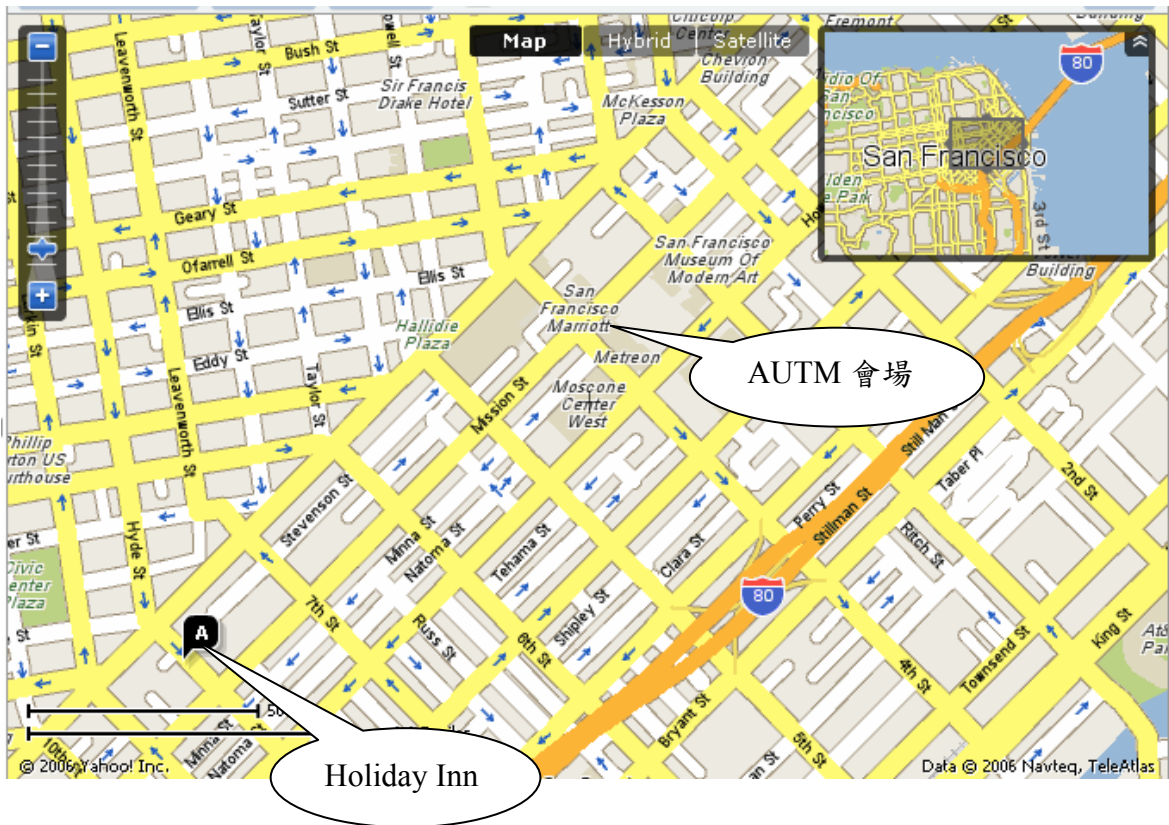 Map
Hybrid
Satellite
Fremont
80
San Francisco
3rd St
Building
Leavenworth St
Taylor St
Bush St
Sutter St
Sir Francis
Drake Hotel
Citicorp
Center
Chevron
Building
McKesson
Plaza
Geary St
Ofarrell St
Ellis St
Ellis St
Eddy St
Taylor St
Leavenworth St
Hallidie
Plaza
San
Francisco
Marriott
San Francisco
Museum Of
Modern Art
Metreon
Moscone
Center
West
AUTM 會場
Mission St
Stevenson St
Minna St
Natoma St
Tehama St
Clara St
Shipley St
Russ St
7th St
6th St
Hyde St
Perry St
Stillman St
Taber Pl
Ritch St
2nd St
80
King St
Townsend St
4th St
5th St
Bryant St
A
Minna St
Natoma
10th
Holiday Inn
© 2006 Yahoo! Inc.
Data © 2006 Navteq, TeleAtlas